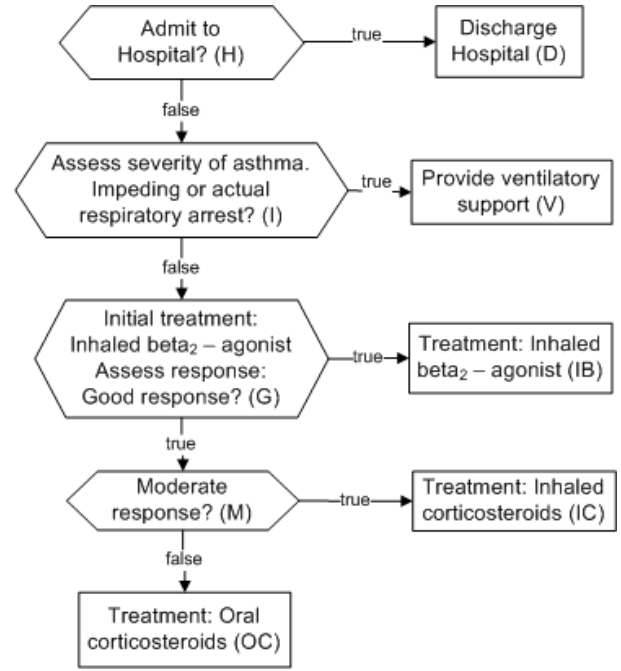 Admit to
Hospital? (H)
true
Discharge
Hospital (D)
false
Assess severity of asthma.
Impeding or actual
respiratory arrest? (I)
true
Provide ventilatory
support (V)
false
Initial treatment:
Inhaled beta₂ – agonist
Assess response:
Good response? (G)
true
Treatment: Inhaled
beta₂ – agonist (IB)
true
Moderate
response? (M)
true
Treatment: Inhaled
corticosteroids (IC)
false
Treatment: Oral
corticosteroids (OC)